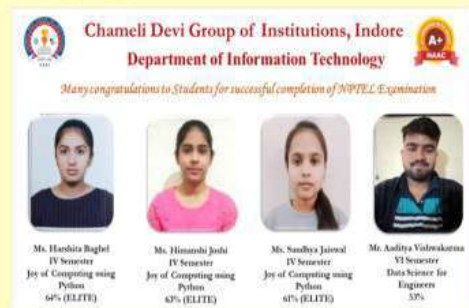 Chameli Devi Group of Institutions, Indore
Department of Information Technology
A+
NAAC
Many congratulations to Students for successful completion of NPTEL Examination
Ms. Harshita Baghel
IV Semester
Joy of Computing using
Python
64% (ELITE)
Ms. Himanshi Joshi
IV Semester
Joy of Computing using
Python
63% (ELITE)
Ms. Sandhya Jaiswal
IV Semester
Joy of Computing using
Python
61% (ELITE)
Mr. Aaditya Vishwakarma
VI Semester
Data Science for
Engineers
53%